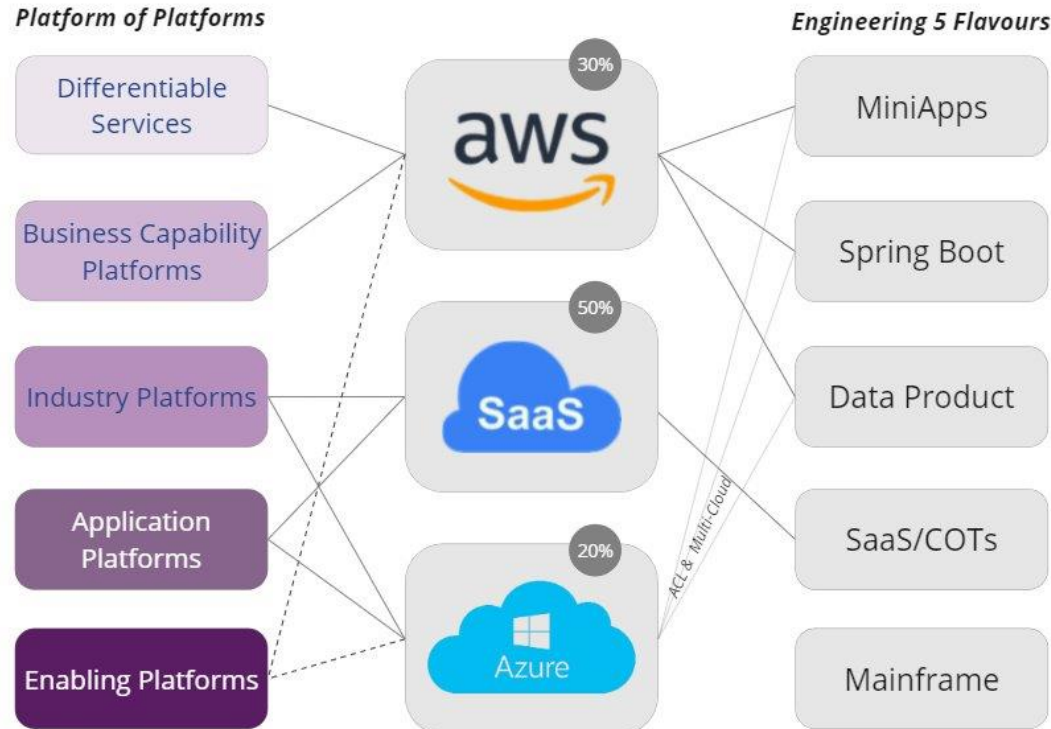 Platform of Platforms
Engineering 5 Flavours
Differentiable
Services
Business Capability
Platforms
Industry Platforms
Application
Platforms
Enabling Platforms
30%
aws
50%
SaaS
20%
Azure
ACL & Multi-Cloud
MiniApps
Spring Boot
Data Product
SaaS/COTs
Mainframe